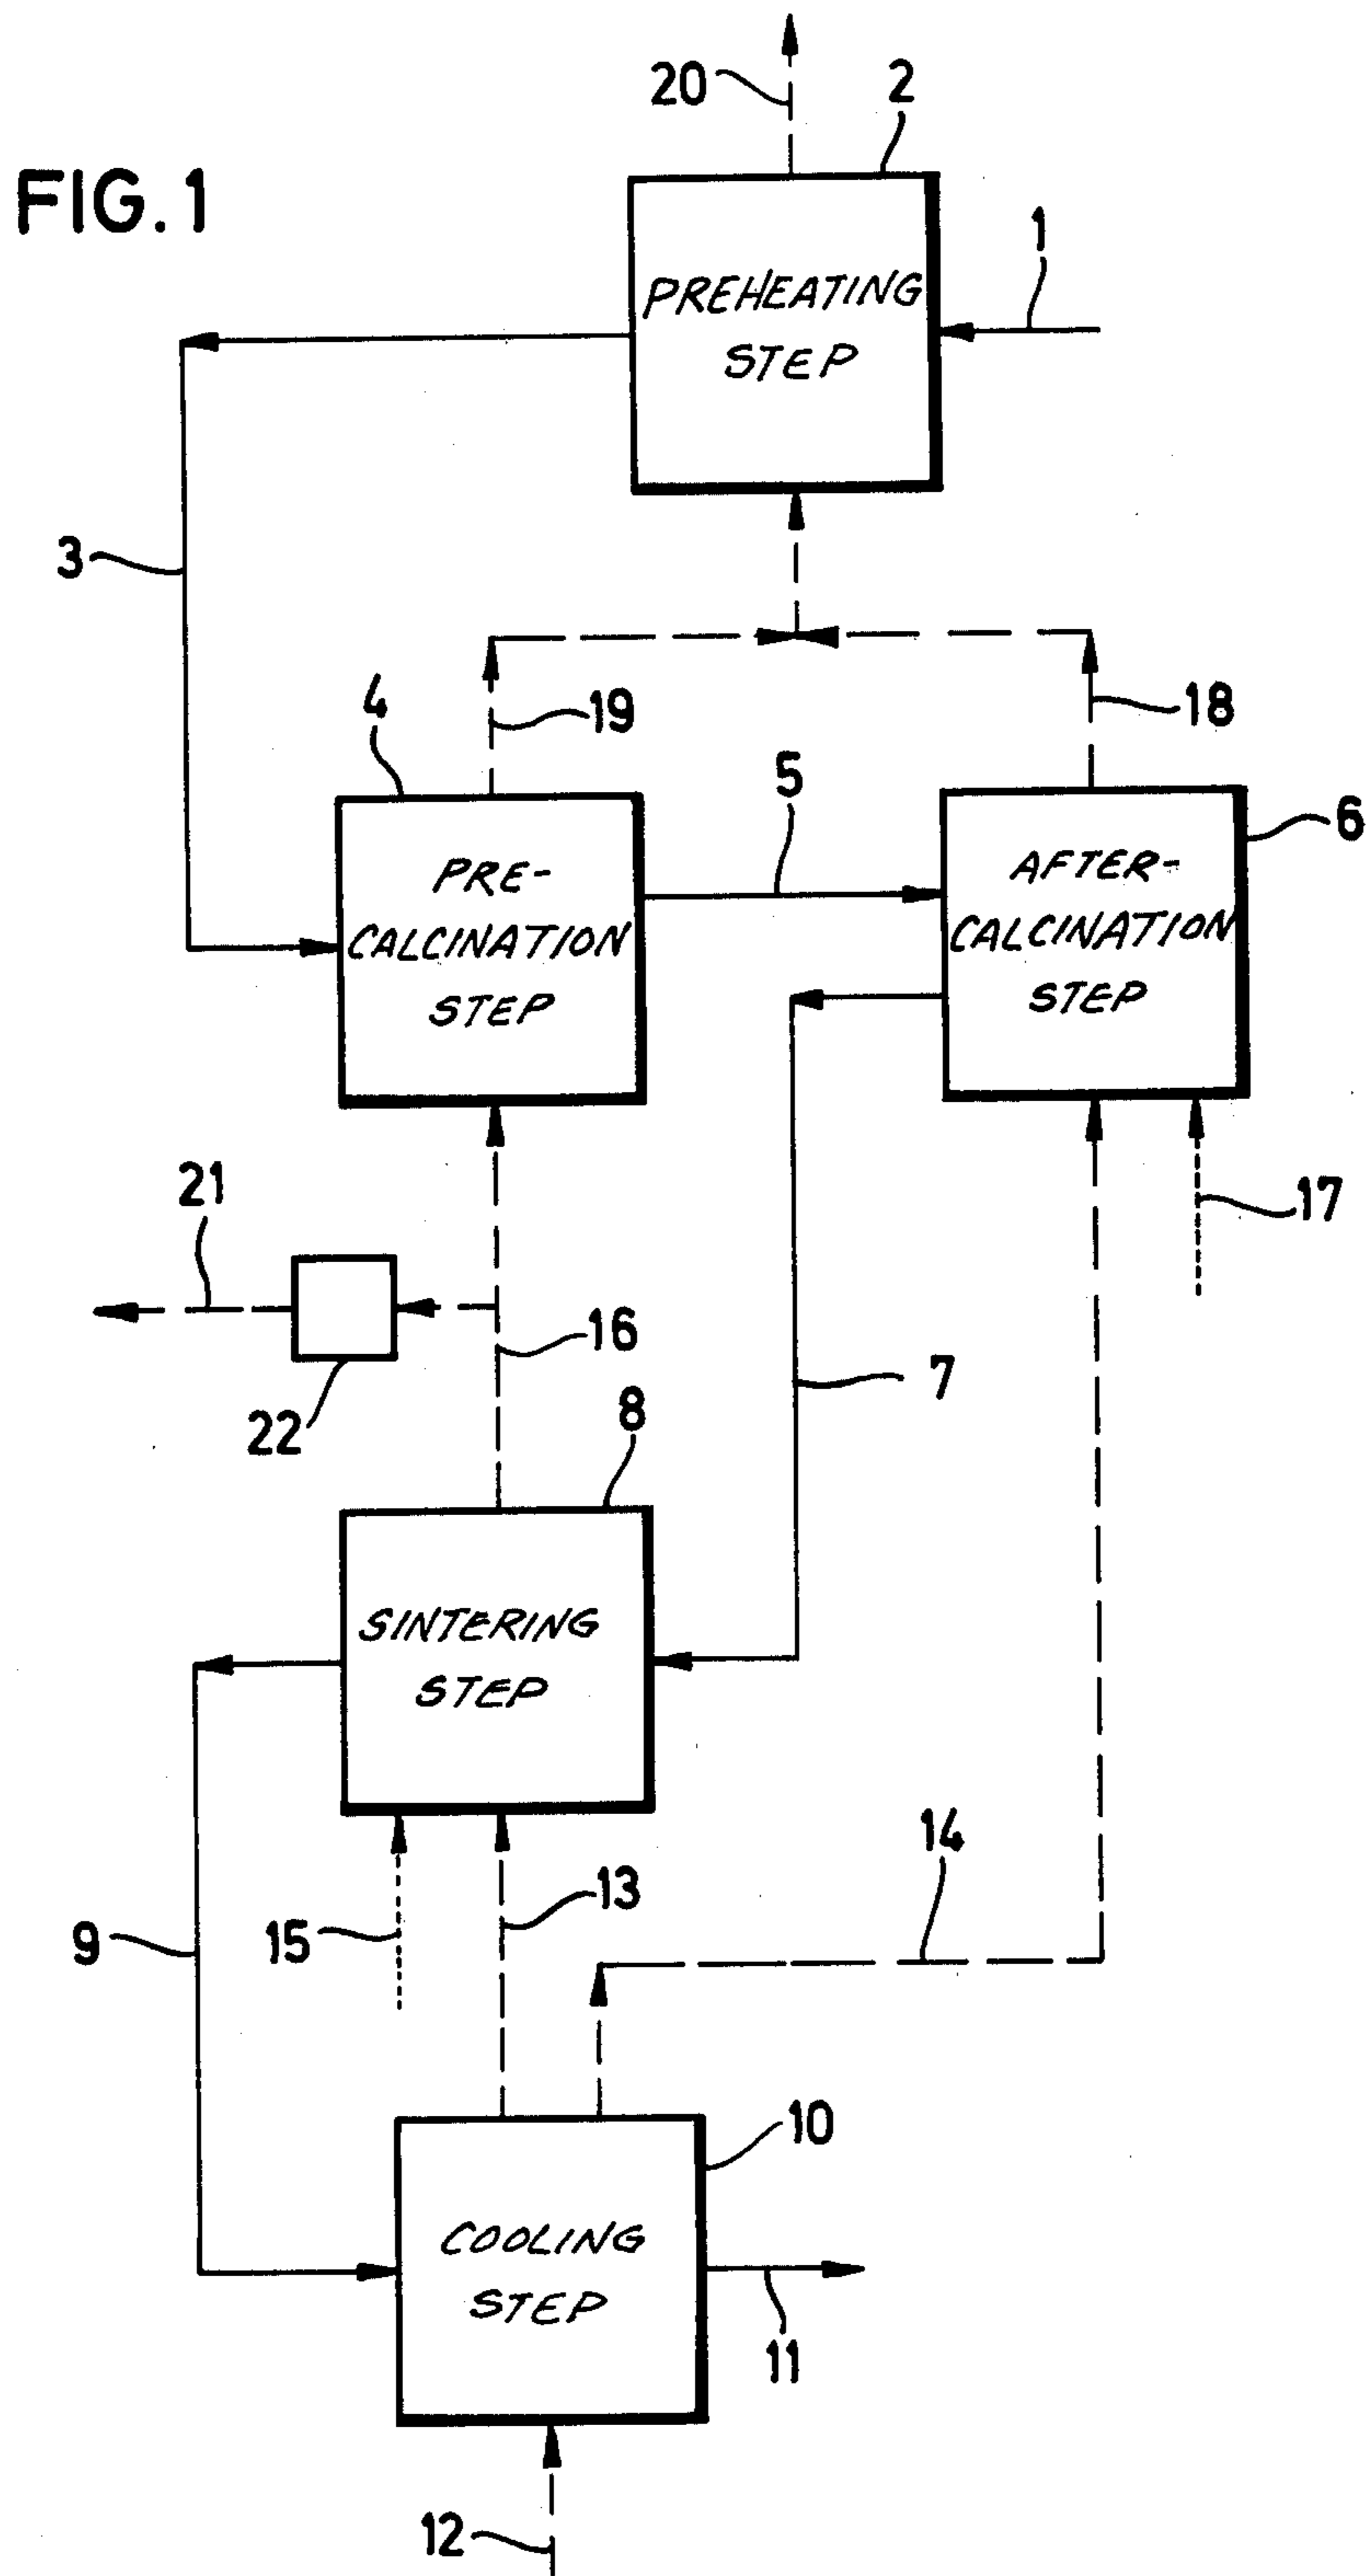 20
2
FIG. 1
1
PREHEATING
STEP
3
4
19
18
5
6
PRE-
CALCINATION
STEP
AFTER-
CALCINATION
STEP
21
17
16
7
22
8
SINTERING
STEP
14
13
15
9
10
COOLING
STEP
11
12